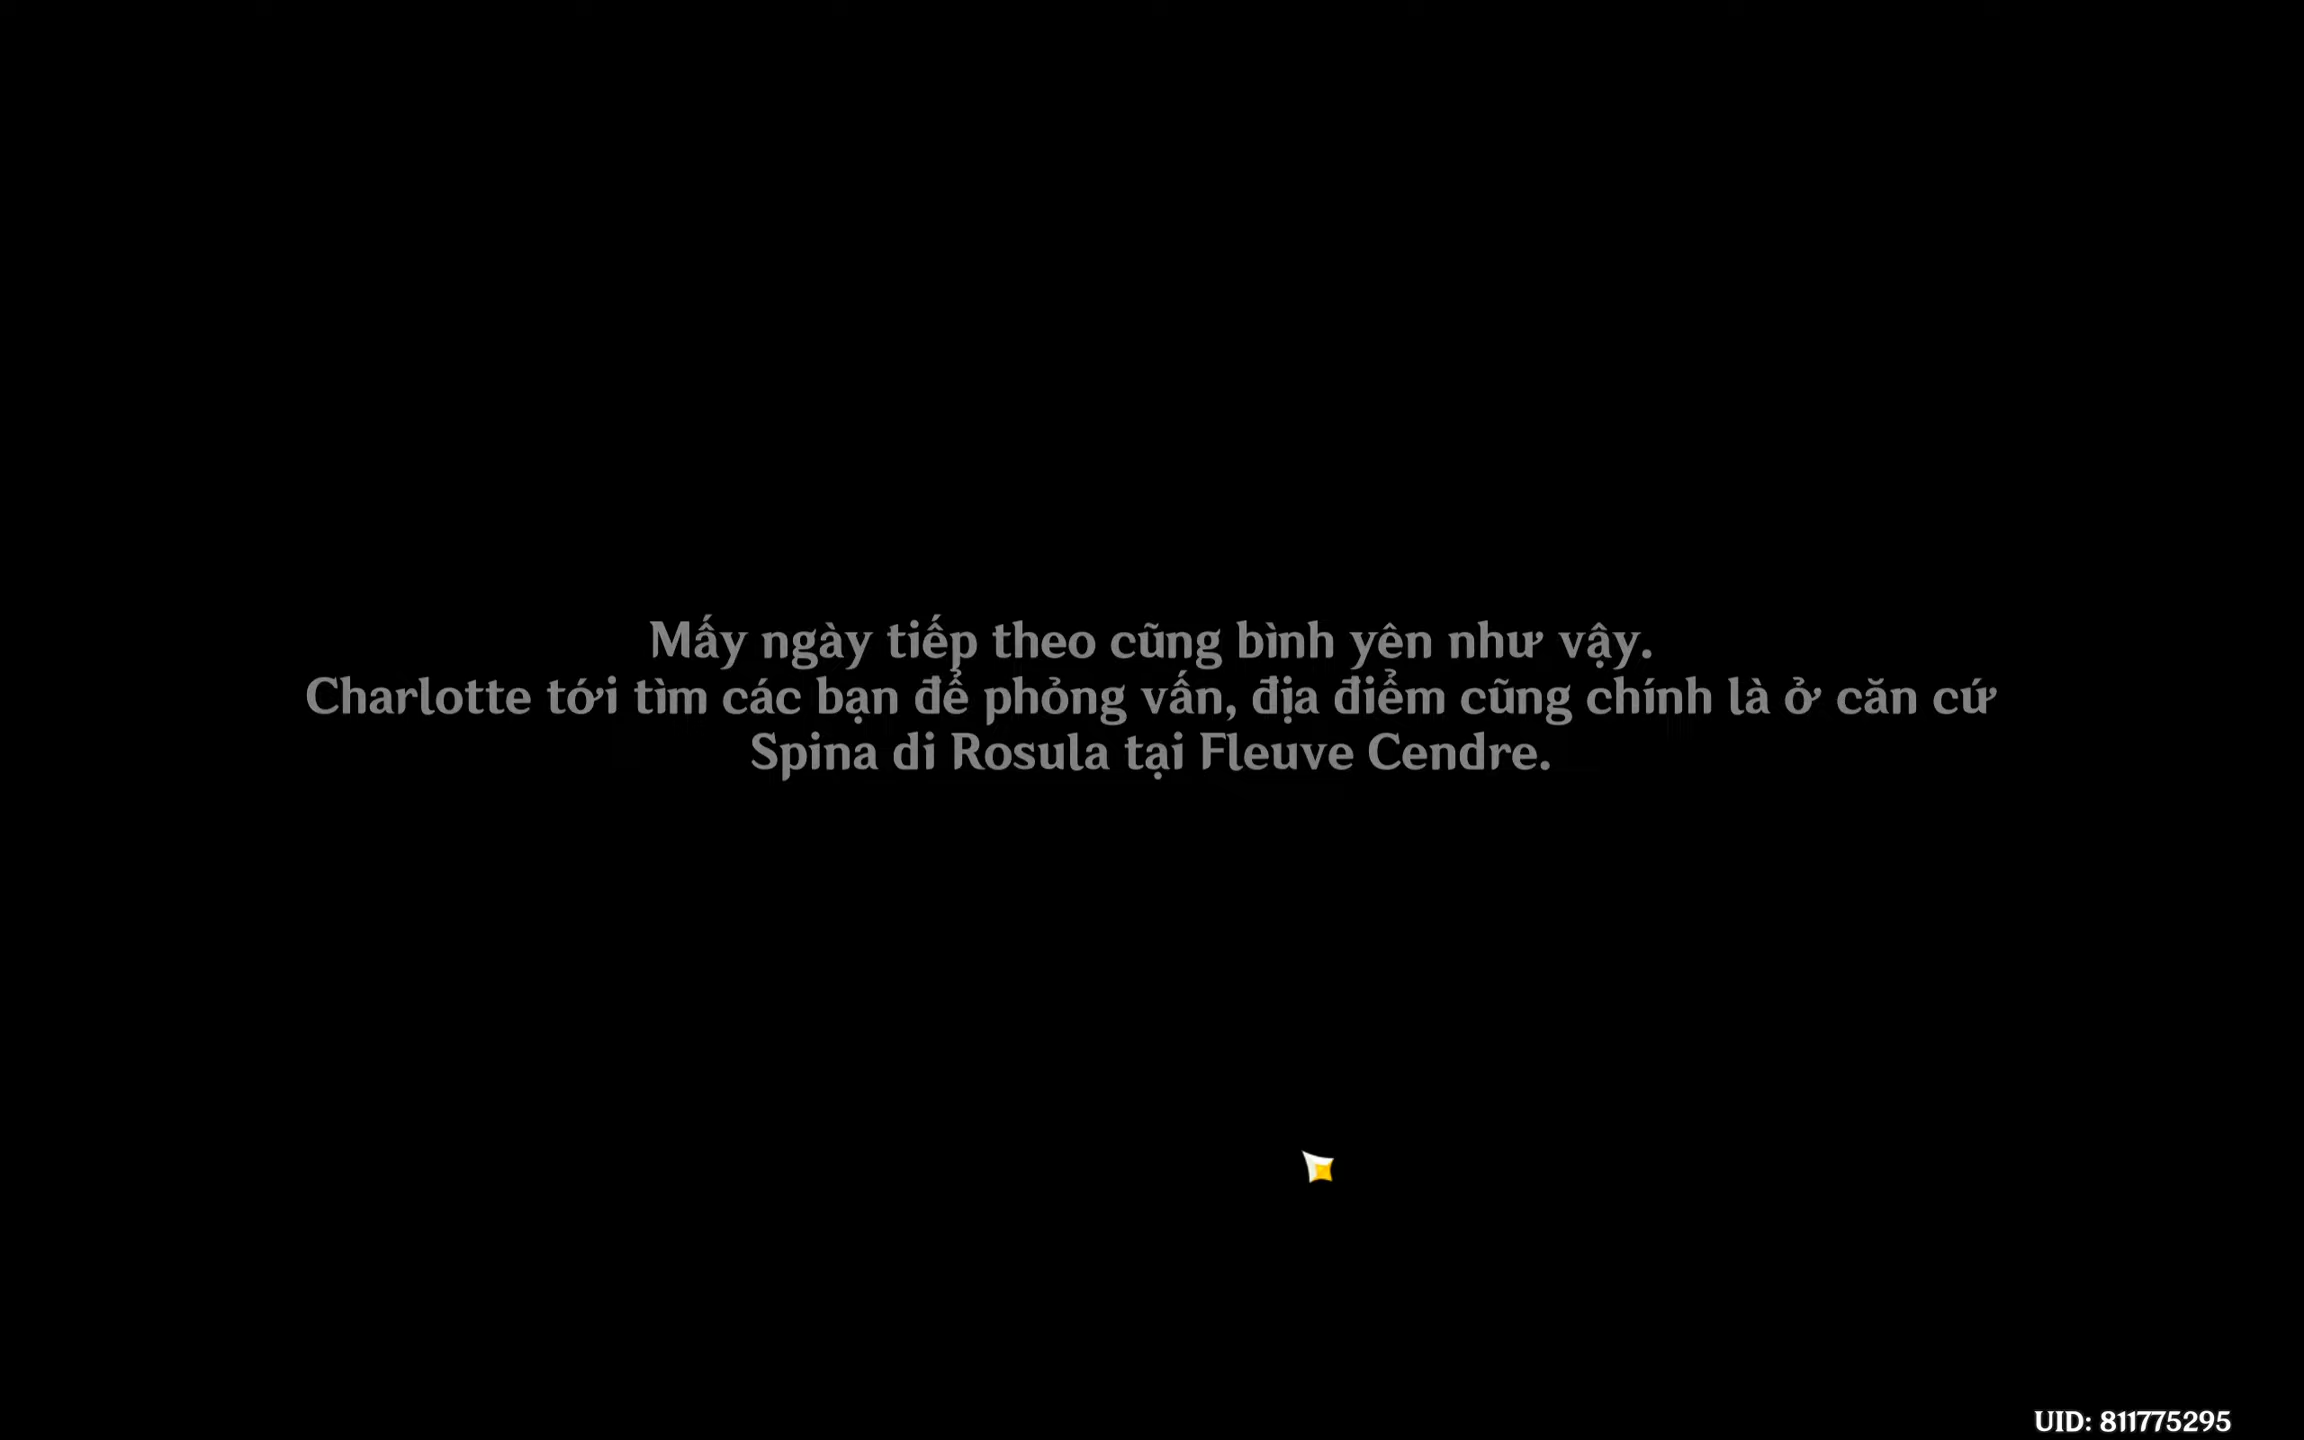 Mấy ngày tiếp theo cũng bình yên như vậy.
Charlotte tới tìm các bạn để phỏng vấn, địa điểm cũng chính là ở căn cứ
Spina di Rosula tại Fleuve Cendre.
UID: 811775295